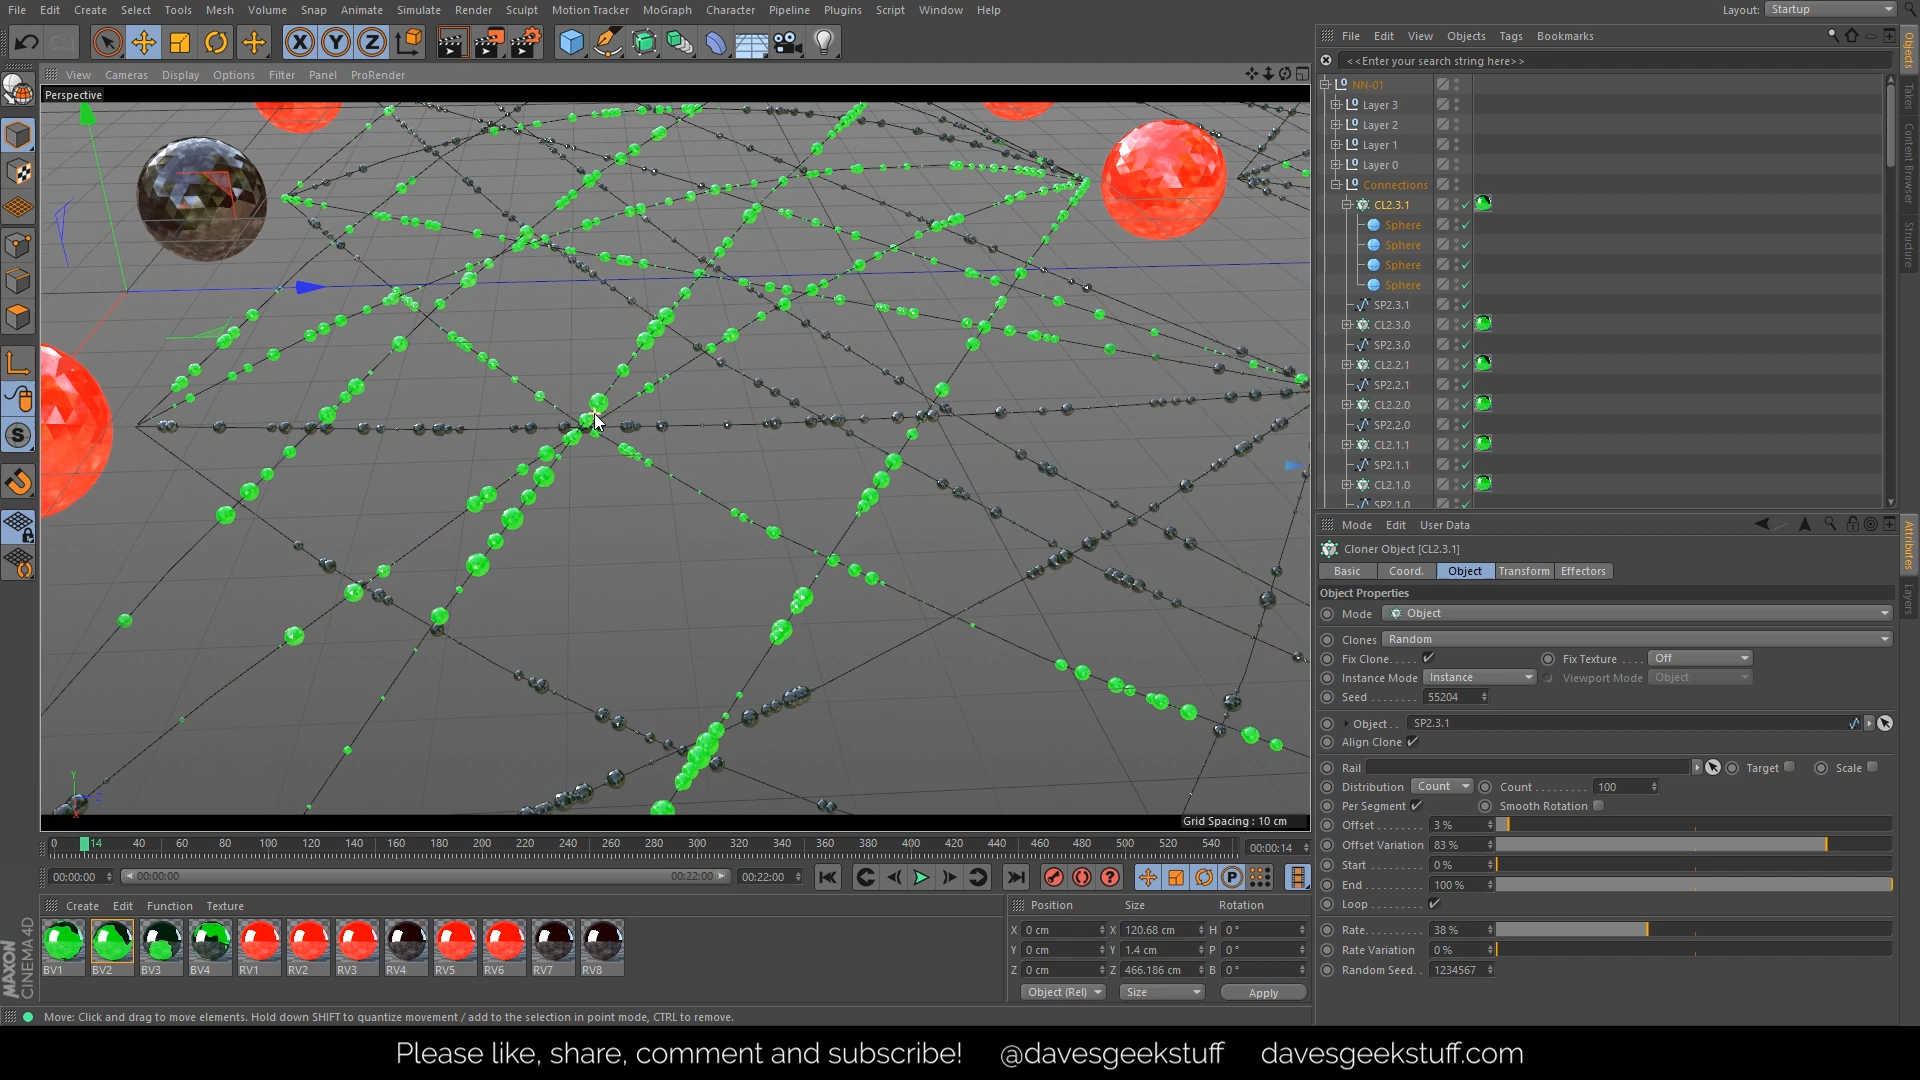 File Edit Create Select Tools Mesh Volume Snap Animate Simulate Render Sculpt Motion Tracker MoGraph Character Pipeline Plugins Script Window Help Layout: Startup
File Edit View Objects Tags Bookmarks
<<Enter your search string here>>
View Cameras Display Options Filter Panel ProRender
Perspective
NN-01
Layer 3
Layer 2
Layer 1
Layer 0
Connections
CL2.3.1
Sphere
Sphere
Sphere
Sphere
SP2.3.1
CL2.3.0
SP2.3.0
CL2.2.1
SP2.2.1
CL2.2.0
SP2.2.0
CL2.1.1
SP2.1.1
CL2.1.0
SP2.1.0
Objects
Takes
Content Browser
Structure
Mode Edit User Data
Cloner Object [CL2.3.1]
Basic Coord. Object Transform Effectors
Object Properties
Mode Object
Clones Random
Fix Clone..... Fix Texture .... Off
Instance Mode Instance Viewport Mode Object
Seed ........ 55204
Object .. SP2.3.1
Align Clone
Rail Target Scale
Distribution Count Count ......... 100
Per Segment Smooth Rotation
Offset ....... 3 %
Offset Variation 83 %
Start ........ 0 %
End ......... 100 %
Loop ........
Rate......... 38 %
Rate Variation 0 %
Random Seed. . 1234567
Attributes
Layers
Y
Z
X
Grid Spacing : 10 cm
0 14 40 60 80 100 120 140 160 180 200 220 240 260 280 300 320 340 360 380 400 420 440 460 480 500 520 540 00:00:14
00:00:00 00:00:00 00:22:00 00:22:00
Create Edit Function Texture
BV1 BV2 BV3 BV4 RV1 RV2 RV3 RV4 RV5 RV6 RV7 RV8
Position Size Rotation
X 0 cm X 120.68 cm H 0 °
Y 0 cm Y 1.4 cm P 0 °
Z 0 cm Z 466.186 cm B 0 °
Object (Rel) Size Apply
MAXON
CINEMA 4D
Move: Click and drag to move elements. Hold down SHIFT to quantize movement / add to the selection in point mode, CTRL to remove.
Please like, share, comment and subscribe! @davesgeekstuff davesgeekstuff.com